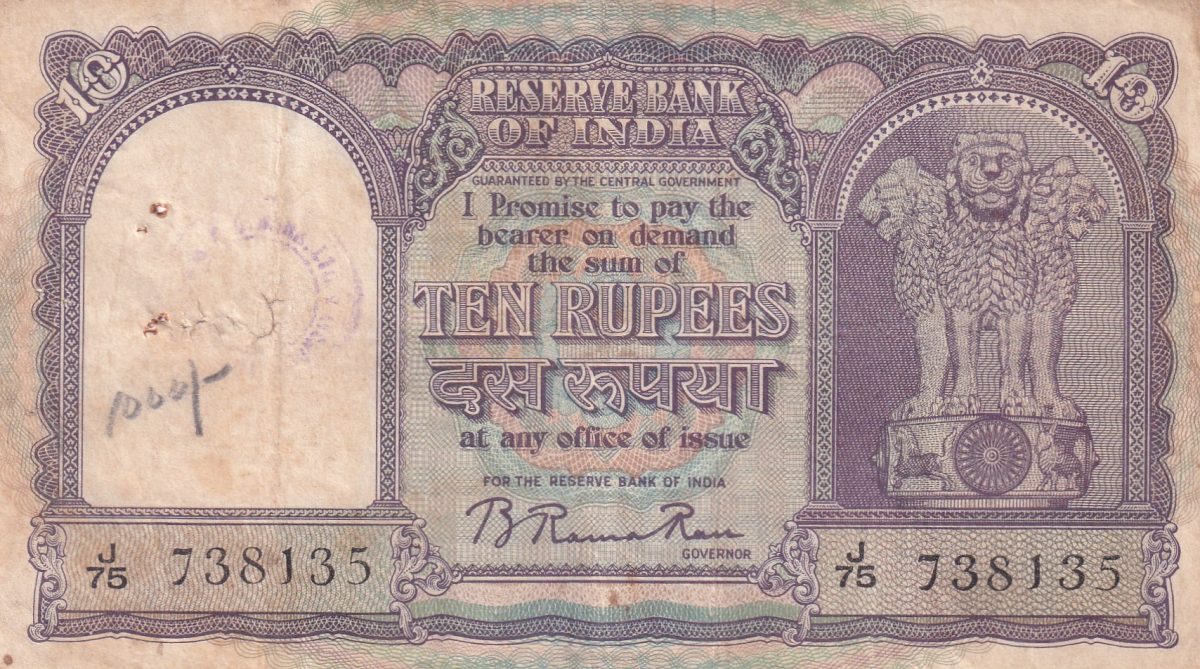 10
10
RESERVE BANK
OF INDIA
GUARANTEED BY THE CENTRAL GOVERNMENT
I Promise to pay the
bearer on demand
the sum of
TEN RUPEES
दस रूपया
at any office of issue
FOR THE RESERVE BANK OF INDIA
B Rama Rau
GOVERNOR
1000/-
J/75 738135
J/75 738135